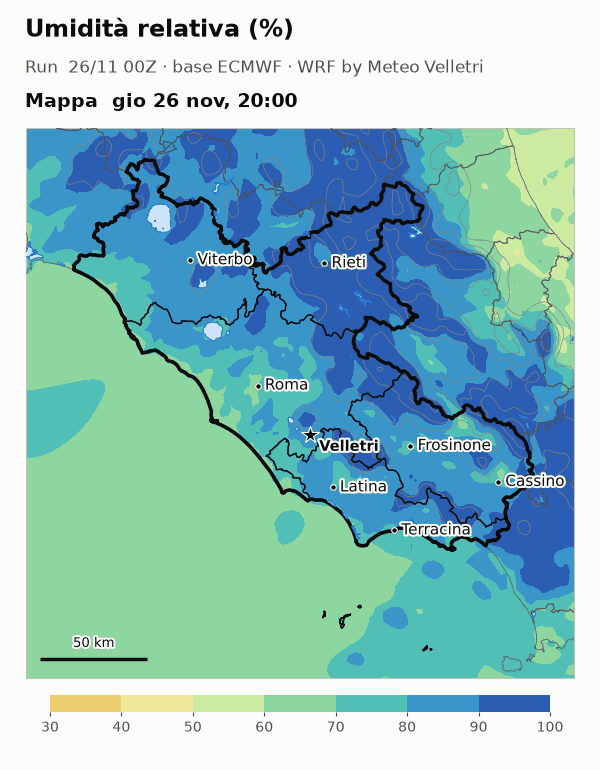 Umidità relativa (%)
Run  26/11 00Z · base ECMWF · WRF by Meteo Velletri
Mappa  gio 26 nov, 20:00
Viterbo
Rieti
Roma
Velletri
Frosinone
Cassino
Latina
Terracina
50 km
30 40 50 60 70 80 90 100